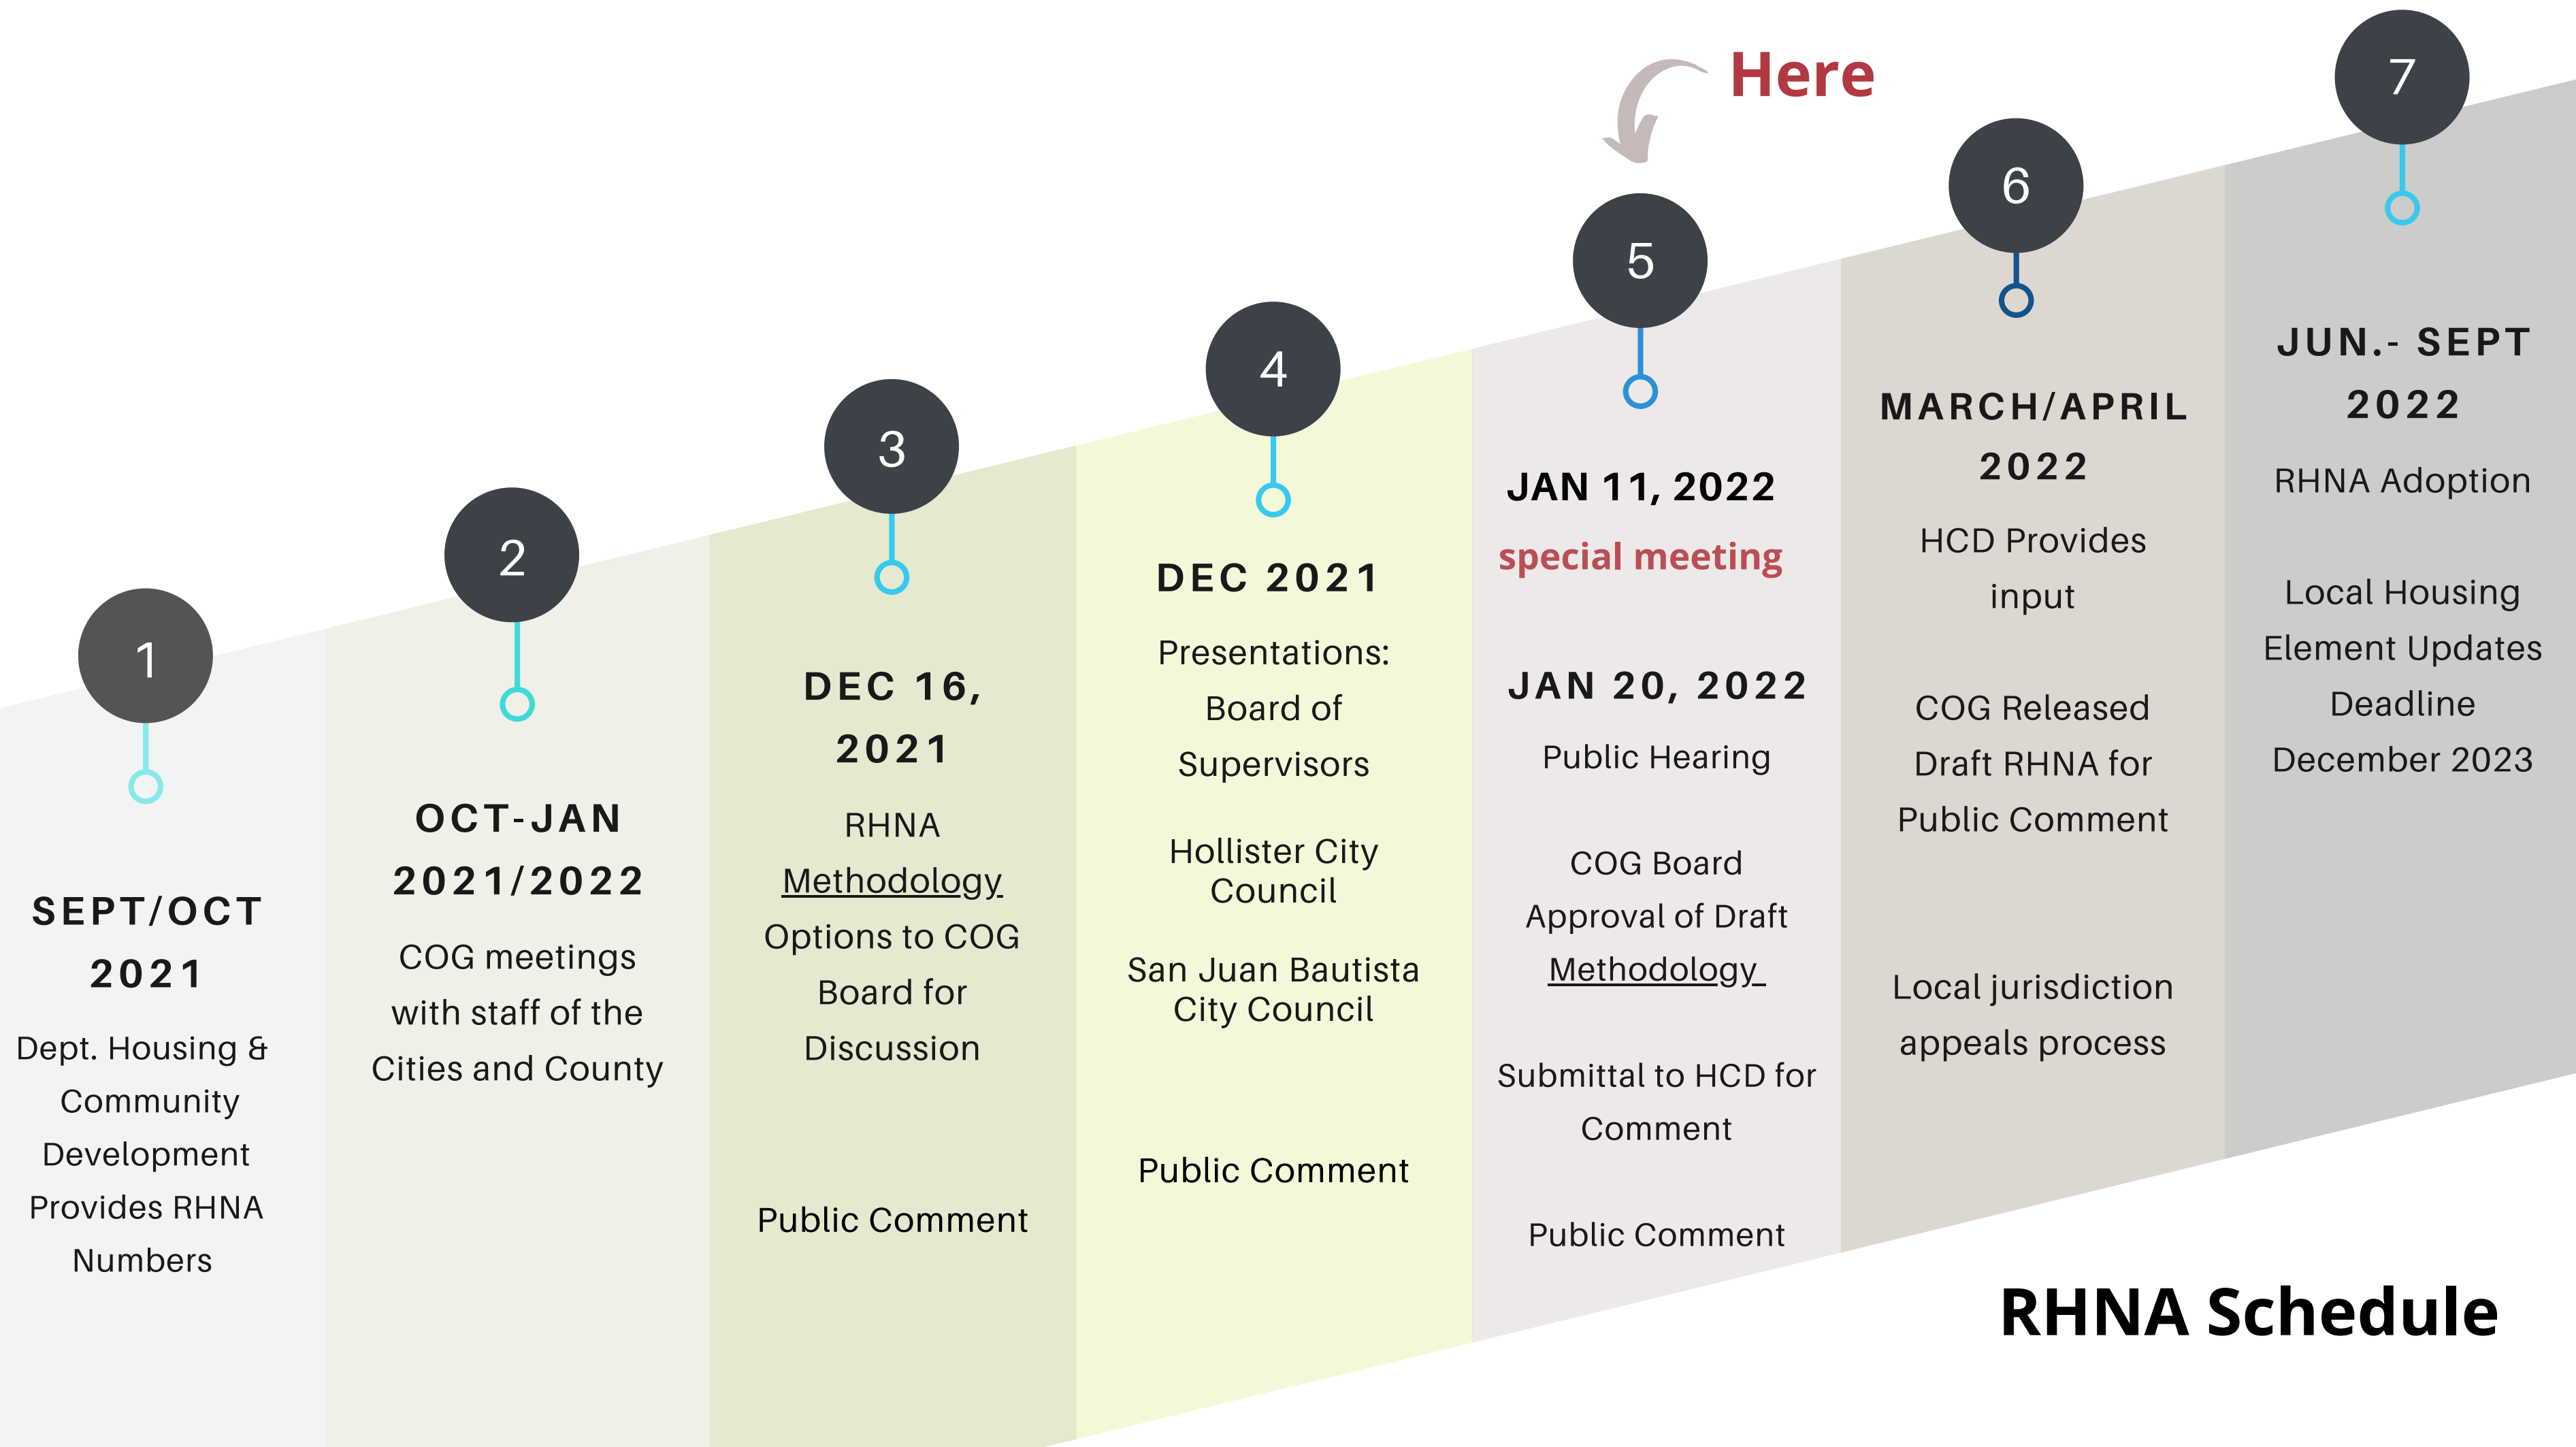 1
SEPT/OCT
2021
Dept. Housing &
Community
Development
Provides RHNA
Numbers
2
OCT-JAN
2021/2022
COG meetings
with staff of the
Cities and County
3
DEC 16,
2021
RHNA
Methodology
Options to COG
Board for
Discussion
Public Comment
4
DEC 2021
Presentations:
Board of
Supervisors
Hollister City
Council
San Juan Bautista
City Council
Public Comment
Here
5
JAN 11, 2022
special meeting
JAN 20, 2022
Public Hearing
COG Board
Approval of Draft
Methodology
Submittal to HCD for
Comment
Public Comment
6
MARCH/APRIL
2022
HCD Provides
input
COG Released
Draft RHNA for
Public Comment
Local jurisdiction
appeals process
7
JUN.- SEPT
2022
RHNA Adoption
Local Housing
Element Updates
Deadline
December 2023
RHNA Schedule